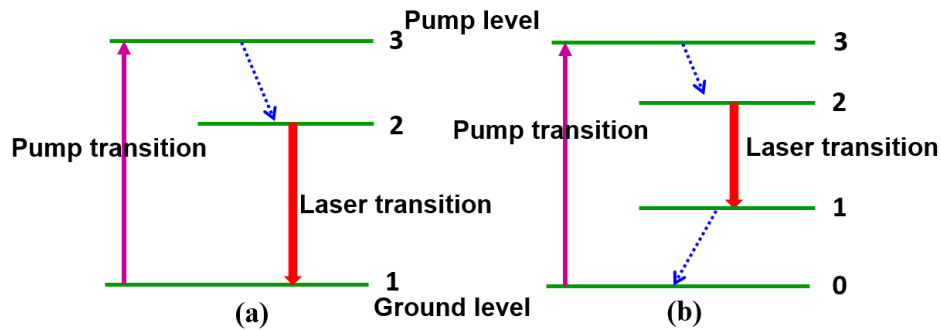 Pump level
3
2
Pump transition
Laser transition
1
Ground level
(a)
3
2
Pump transition
Laser transition
1
0
(b)